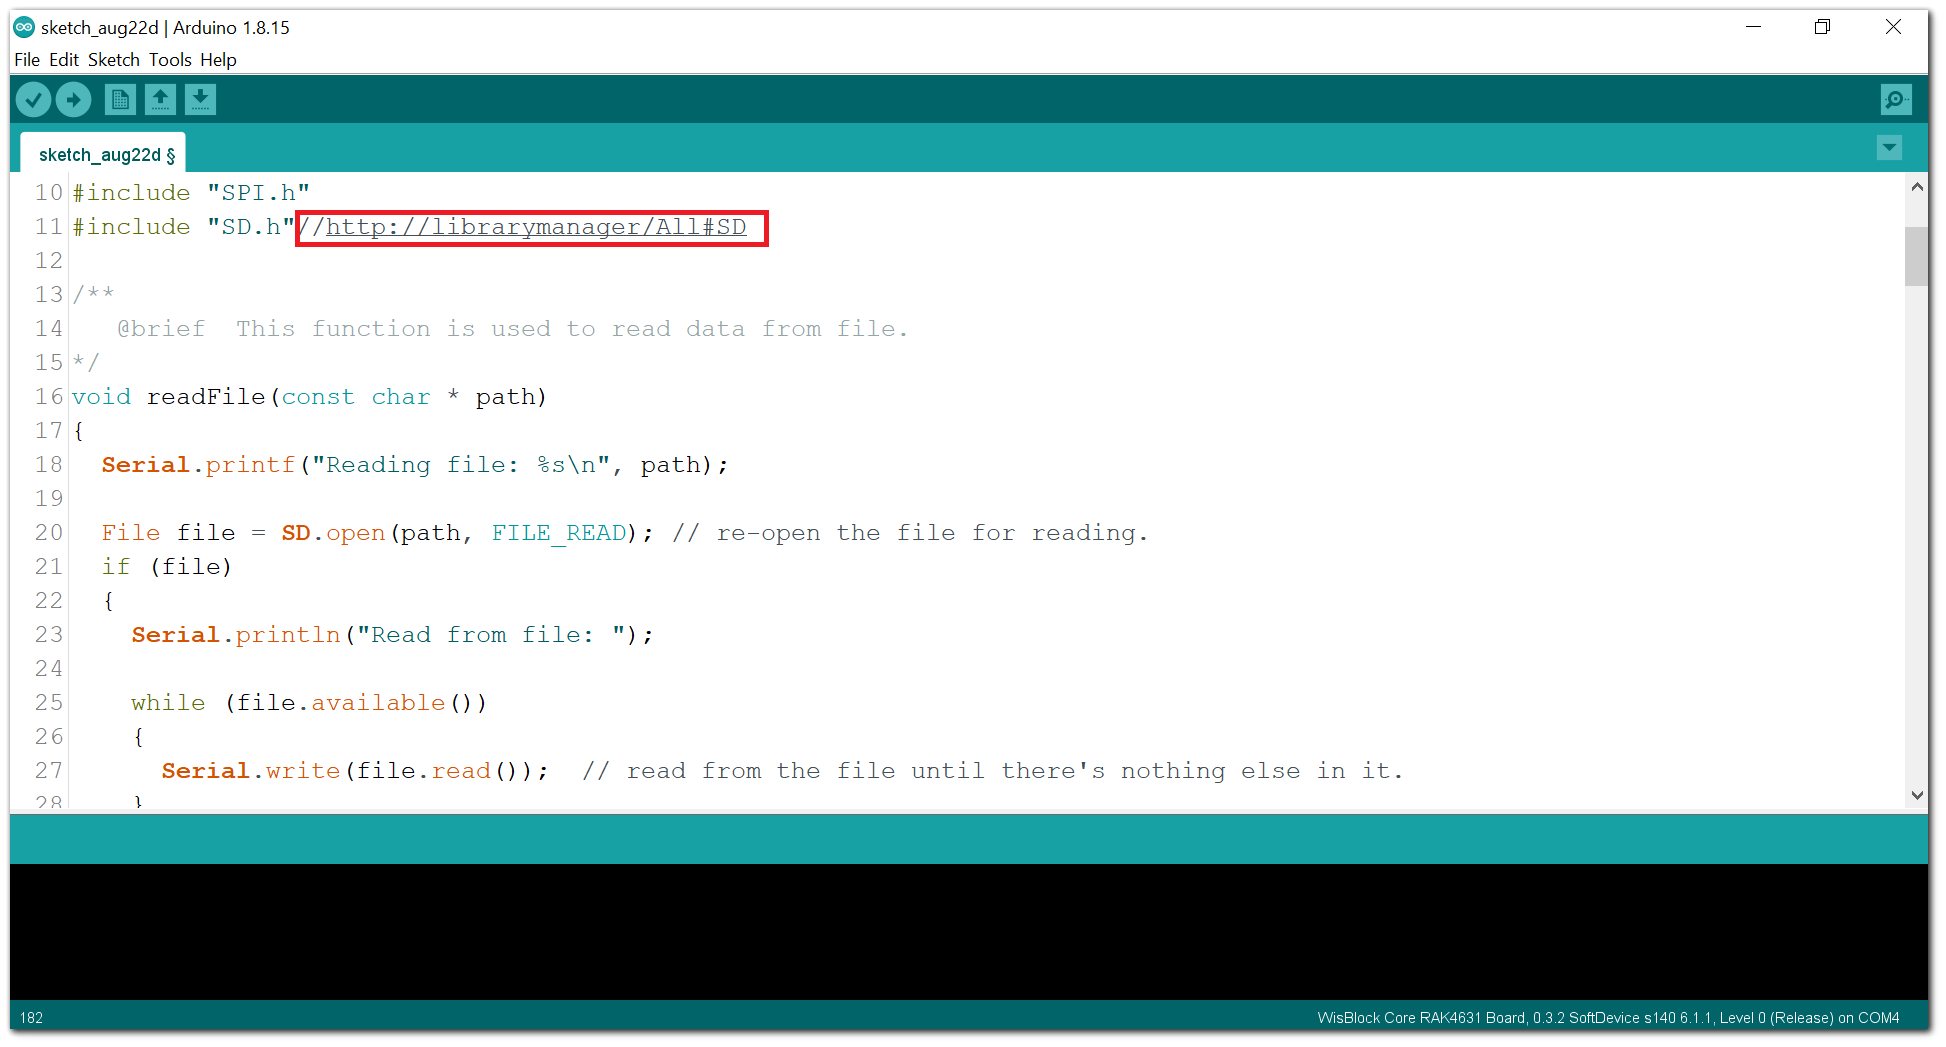 sketch_aug22d | Arduino 1.8.15
File Edit Sketch Tools Help
sketch_aug22d §
10 #include "SPI.h"
11 #include "SD.h"//http://librarymanager/All#SD
12
13 /**
14    @brief  This function is used to read data from file.
15 */
16 void readFile(const char * path)
17 {
18   Serial.printf("Reading file: %s\n", path);
19
20   File file = SD.open(path, FILE_READ); // re-open the file for reading.
21   if (file)
22   {
23     Serial.println("Read from file: ");
24
25     while (file.available())
26     {
27       Serial.write(file.read());  // read from the file until there's nothing else in it.
28     }
182
WisBlock Core RAK4631 Board, 0.3.2 SoftDevice s140 6.1.1, Level 0 (Release) on COM4